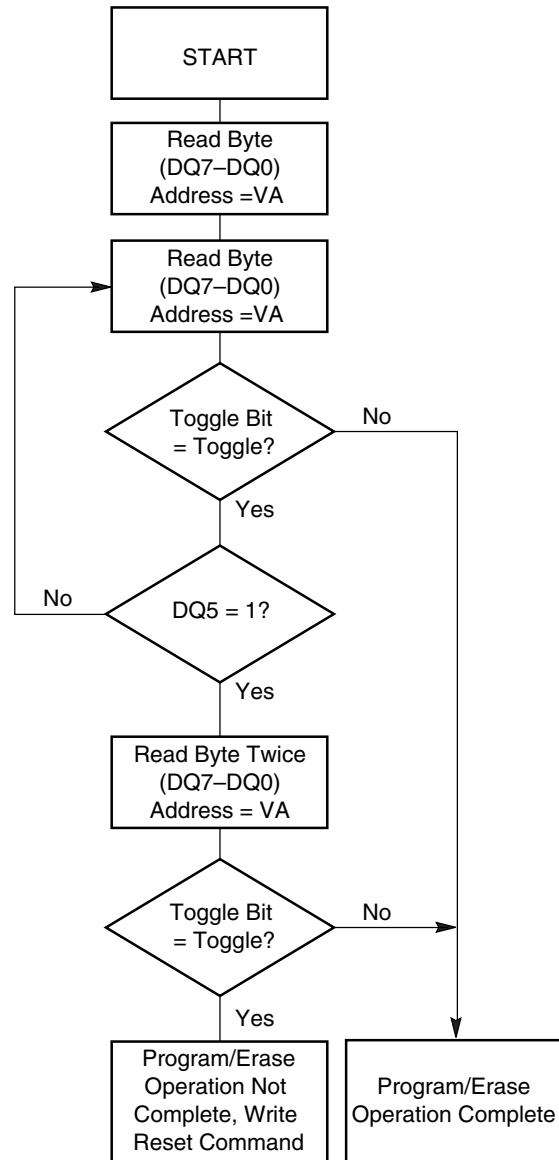 START
Read Byte
(DQ7–DQ0)
Address =VA
Read Byte
(DQ7–DQ0)
Address =VA
Toggle Bit
= Toggle?
No
Yes
No
DQ5 = 1?
Yes
Read Byte Twice
(DQ7–DQ0)
Address = VA
Toggle Bit
= Toggle?
No
Yes
Program/Erase
Operation Not
Complete, Write
Reset Command
Program/Erase
Operation Complete